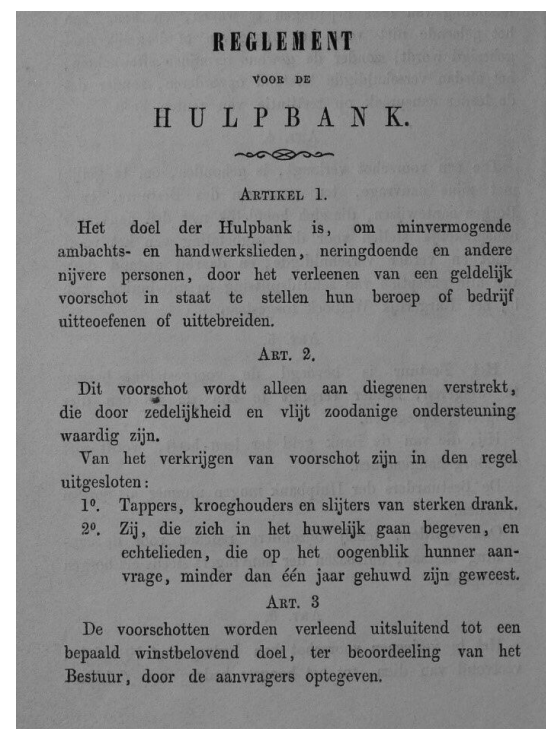 REGLEMENT
VOOR DE
HULPBANK.
ARTIKEL 1.
Het doel der Hulpbank is, om minvermogende
ambachts- en handwerkslieden, neringdoende en andere
nijvere personen, door het verleenen van een geldelijk
voorschot in staat te stellen hun beroep of bedrijf
uitteoefenen of uittebreiden.
ART. 2.
Dit voorschot wordt alleen aan diegenen verstrekt,
die door zedelijkheid en vlijt zoodanige ondersteuning
waardig zijn.
Van het verkrijgen van voorschot zijn in den regel
uitgesloten:
1º. Tappers, kroeghouders en slijters van sterken drank.
2º. Zij, die zich in het huwelijk gaan begeven, en
echtelieden, die op het oogenblik hunner aan-
vrage, minder dan één jaar gehuwd zijn geweest.
ART. 3
De voorschotten worden verleend uitsluitend tot een
bepaald winstbelovend doel, ter beoordeeling van het
Bestuur, door de aanvragers optegeven.